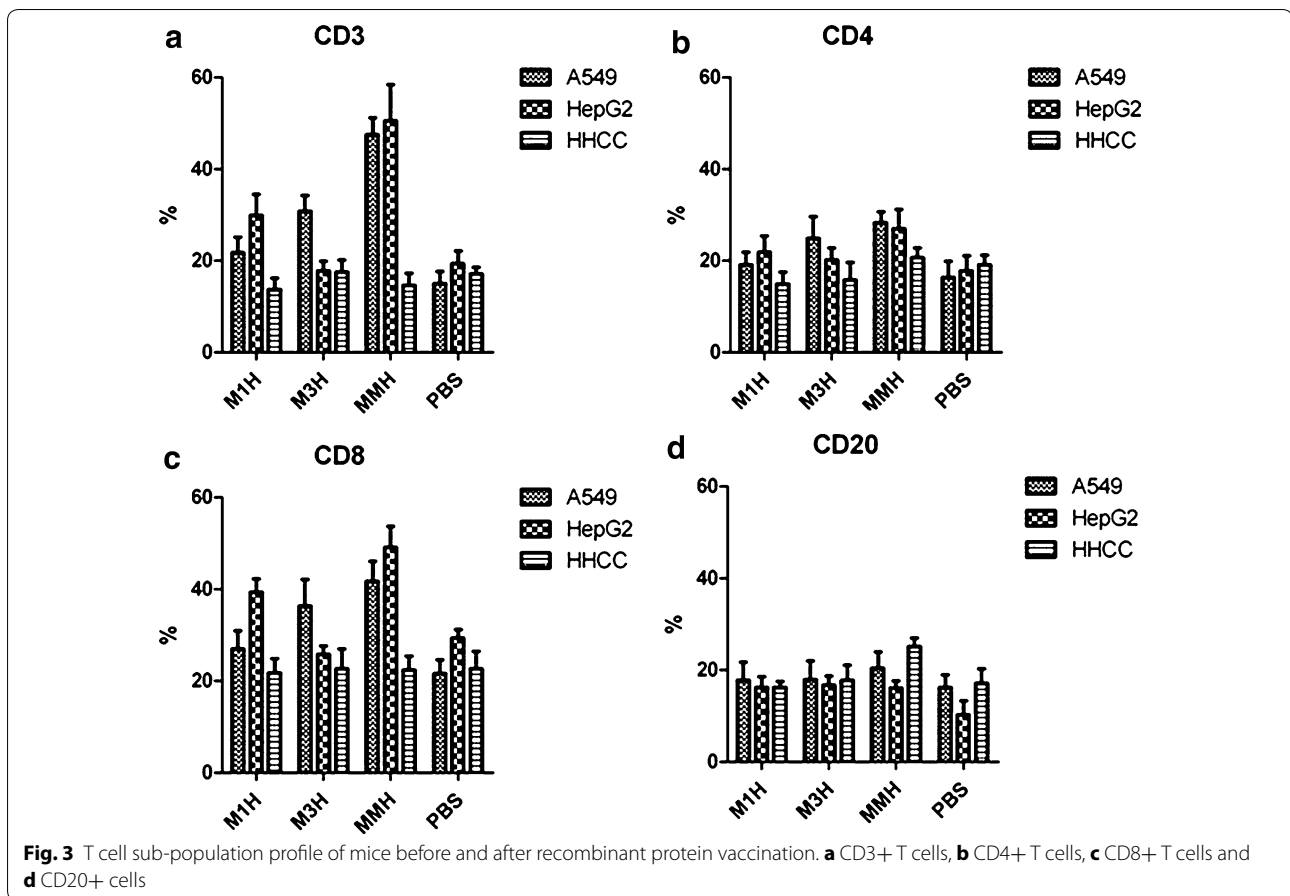 a
CD3
60
40
20
0
%
A549
HepG2
HHCC
M1H
M3H
MMH
PBS
b
CD4
60
40
20
0
%
A549
HepG2
HHCC
M1H
M3H
MMH
PBS
c
CD8
60
40
20
0
%
A549
HepG2
HHCC
M1H
M3H
MMH
PBS
d
CD20
60
40
20
0
%
A549
HepG2
HHCC
M1H
M3H
MMH
PBS
Fig. 3 T cell sub-population profile of mice before and after recombinant protein vaccination. a CD3+ T cells, b CD4+ T cells, c CD8+ T cells and
d CD20+ cells